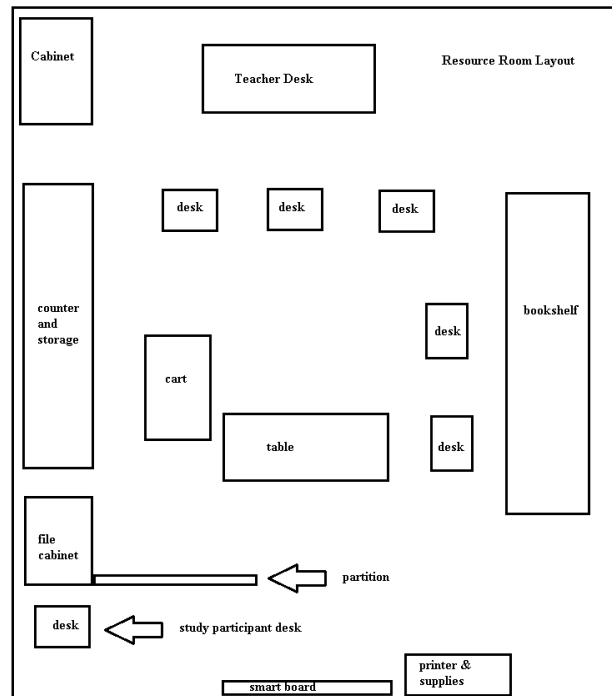 Cabinet
Teacher Desk
Resource Room Layout
desk
desk
desk
counter
and
storage
bookshelf
desk
cart
table
desk
file
cabinet
partition
desk
study participant desk
printer &
supplies
smart board